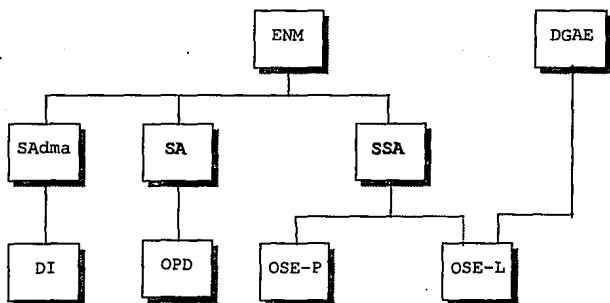 ENM
DGAE
SAdma
SA
SSA
DI
OPD
OSE-P
OSE-L